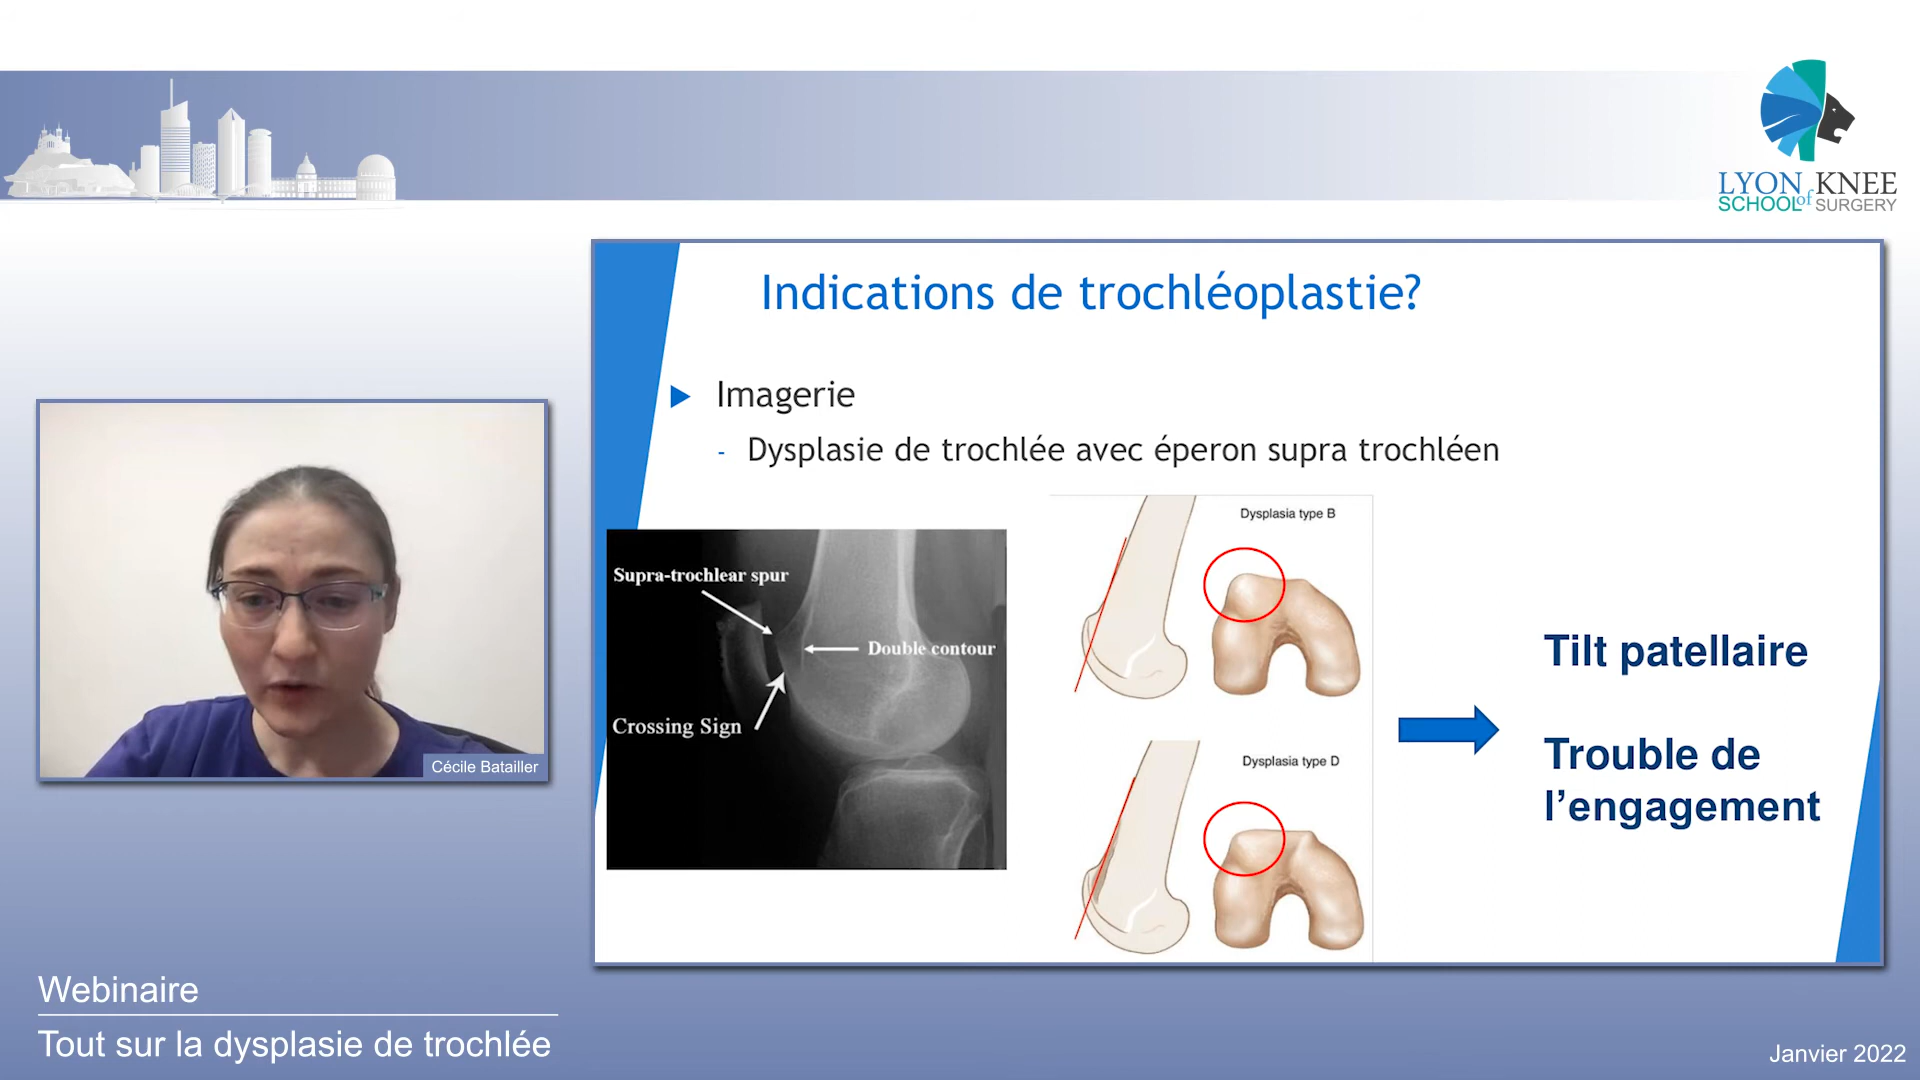 LYON KNEE
SCHOOL of SURGERY
Indications de trochléoplastie?
Imagerie
- Dysplasie de trochlée avec éperon supra trochléen
Supra-trochlear spur
Double contour
Crossing Sign
Dysplasia type B
Dysplasia type D
Tilt patellaire
Trouble de
l’engagement
Cécile Batailler
Webinaire
Tout sur la dysplasie de trochlée
Janvier 2022